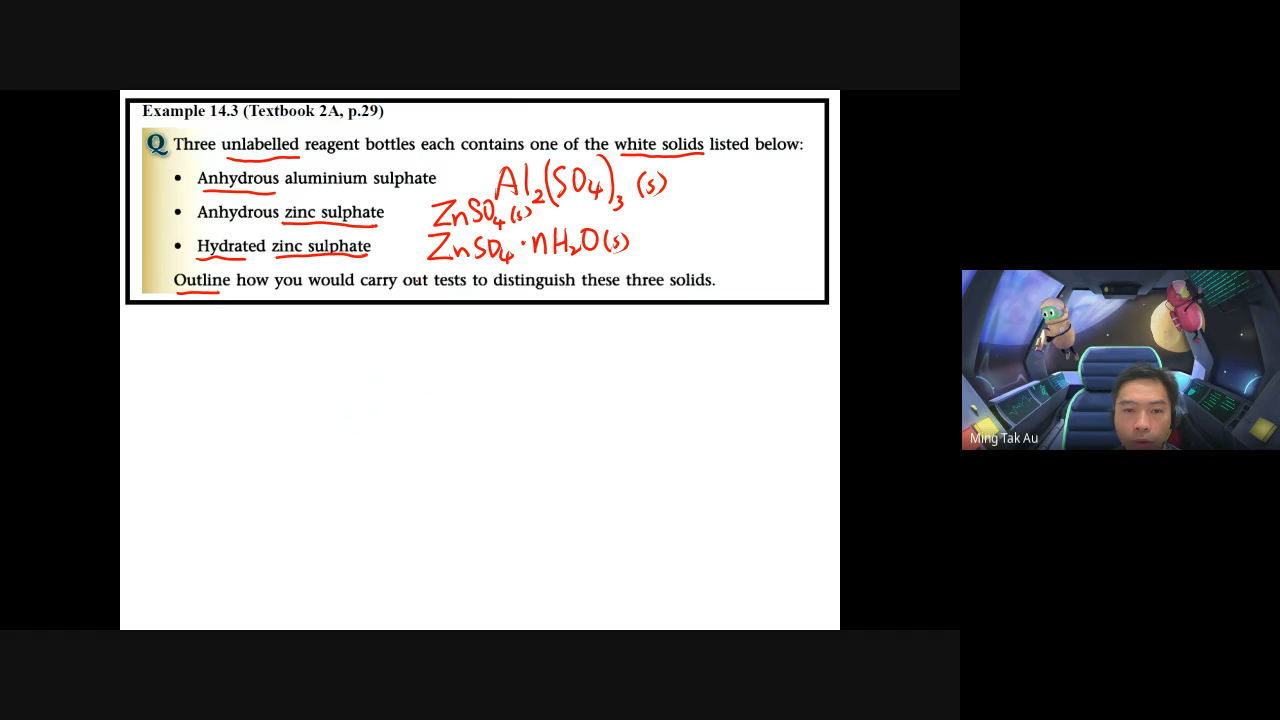 Example 14.3 (Textbook 2A, p.29)
Q Three unlabelled reagent bottles each contains one of the white solids listed below:
• Anhydrous aluminium sulphate Al₂(SO₄)₃ (s)
• Anhydrous zinc sulphate ZnSO₄(s)
• Hydrated zinc sulphate ZnSO₄·nH₂O(s)
Outline how you would carry out tests to distinguish these three solids.
Ming Tak Au